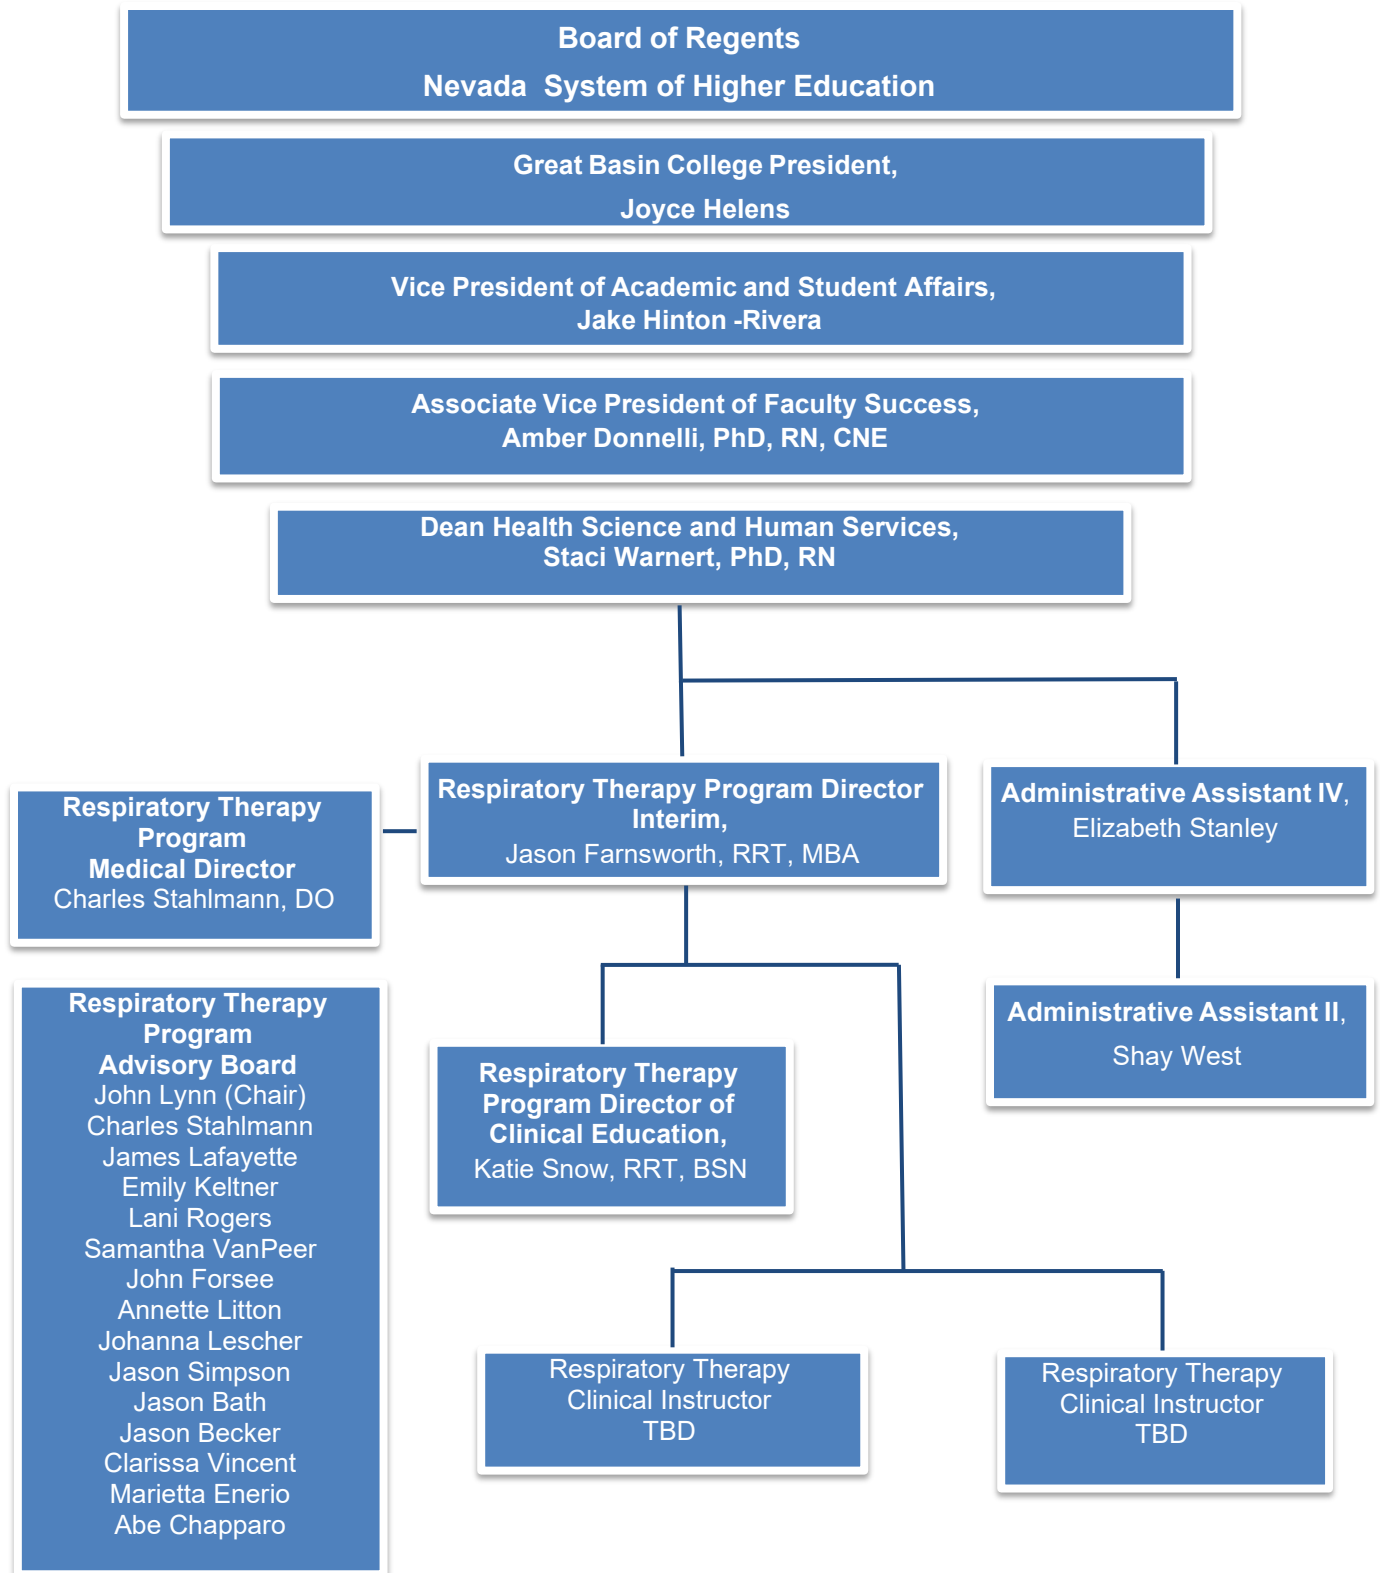 Board of Regents
Nevada System of Higher Education
Great Basin College President,
Joyce Helens
Vice President of Academic and Student Affairs,
Jake Hinton -Rivera
Associate Vice President of Faculty Success,
Amber Donnelli, PhD, RN, CNE
Dean Health Science and Human Services,
Staci Warnert, PhD, RN
Respiratory Therapy
Program
Medical Director
Charles Stahlmann, DO
Respiratory Therapy Program Director
Interim,
Jason Farnsworth, RRT, MBA
Administrative Assistant IV,
Elizabeth Stanley
Respiratory Therapy
Program
Advisory Board
John Lynn (Chair)
Charles Stahlmann
James Lafayette
Emily Keltner
Lani Rogers
Samantha VanPeer
John Forsee
Annette Litton
Johanna Lescher
Jason Simpson
Jason Bath
Jason Becker
Clarissa Vincent
Marietta Enerio
Abe Chapparo
Respiratory Therapy
Program Director of
Clinical Education,
Katie Snow, RRT, BSN
Administrative Assistant II,
Shay West
Respiratory Therapy
Clinical Instructor
TBD
Respiratory Therapy
Clinical Instructor
TBD